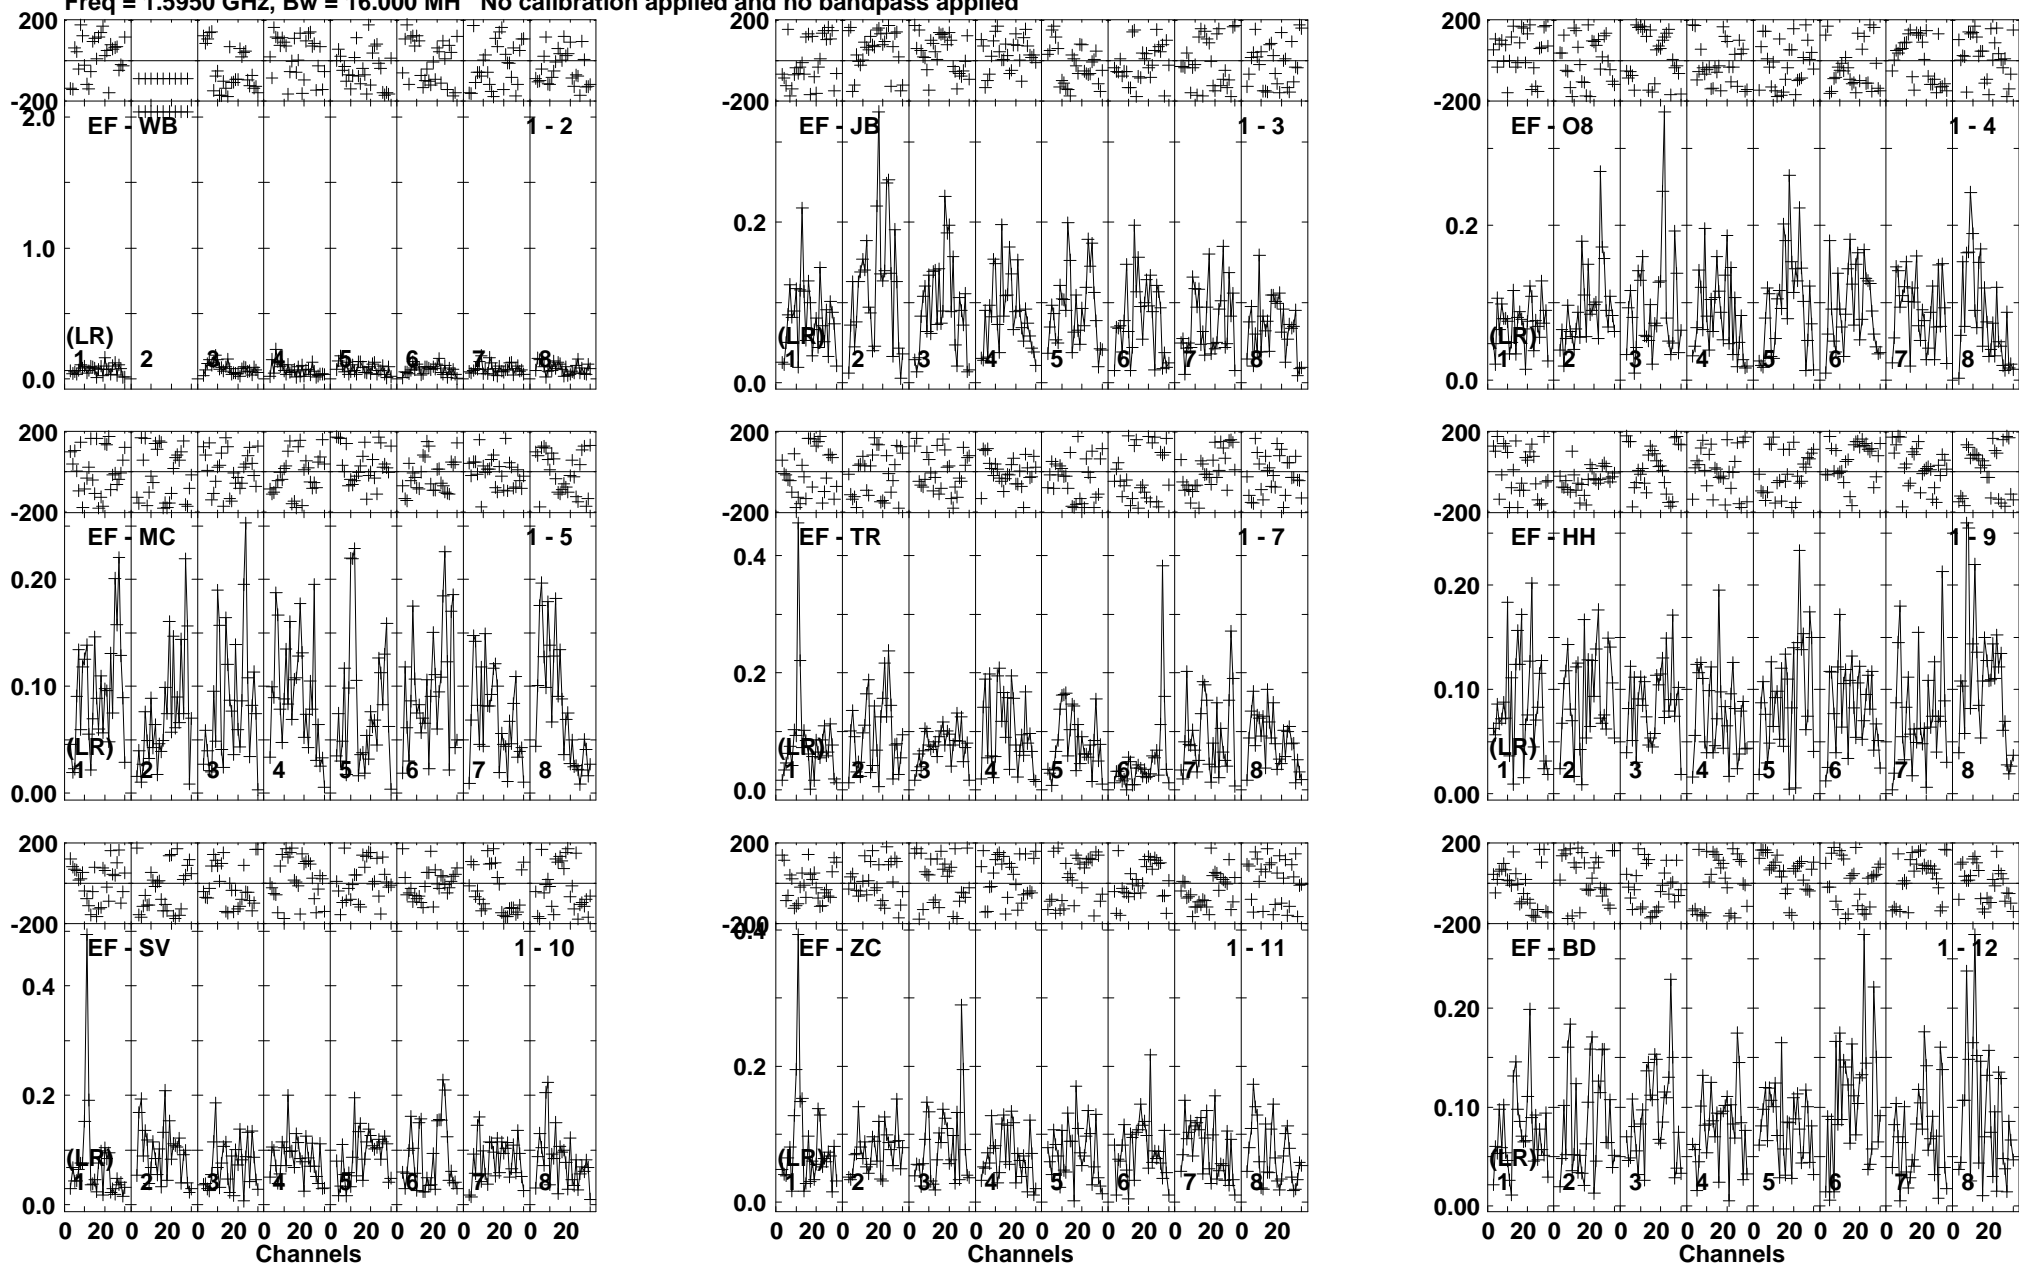 Freq = 1.5950 GHz, Bw = 16.000 MH No calibration applied and no bandpass applied
200
-200
EF - WB 1 - 2
2.0
1.0
0.0
(LR)
1 2 3 4 5 6 7 8
200
-200
EF - JB 1 - 3
0.2
0.0
(LR)
1 2 3 4 5 6 7 8
200
-200
EF - O8 1 - 4
0.2
0.0
(LR)
1 2 3 4 5 6 7 8
200
-200
EF - MC 1 - 5
0.20
0.10
0.00
(LR)
1 2 3 4 5 6 7 8
200
-200
EF - TR 1 - 7
0.4
0.2
0.0
(LR)
1 2 3 4 5 6 7 8
200
-200
EF - HH 1 - 9
0.20
0.10
0.00
(LR)
1 2 3 4 5 6 7 8
200
-200
EF - SV 1 - 10
0.4
0.2
0.0
(LR)
1 2 3 4 5 6 7 8
0 20 0 20 0 20 0 20 0 20 0 20 0 20 0 20
Channels
200
-200
0.4
EF - ZC 1 - 11
0.2
0.0
(LR)
1 2 3 4 5 6 7 8
0 20 0 20 0 20 0 20 0 20 0 20 0 20 0 20
Channels
200
-200
EF - BD 1 - 12
0.20
0.10
0.00
(LR)
1 2 3 4 5 6 7 8
0 20 0 20 0 20 0 20 0 20 0 20 0 20 0 20
Channels